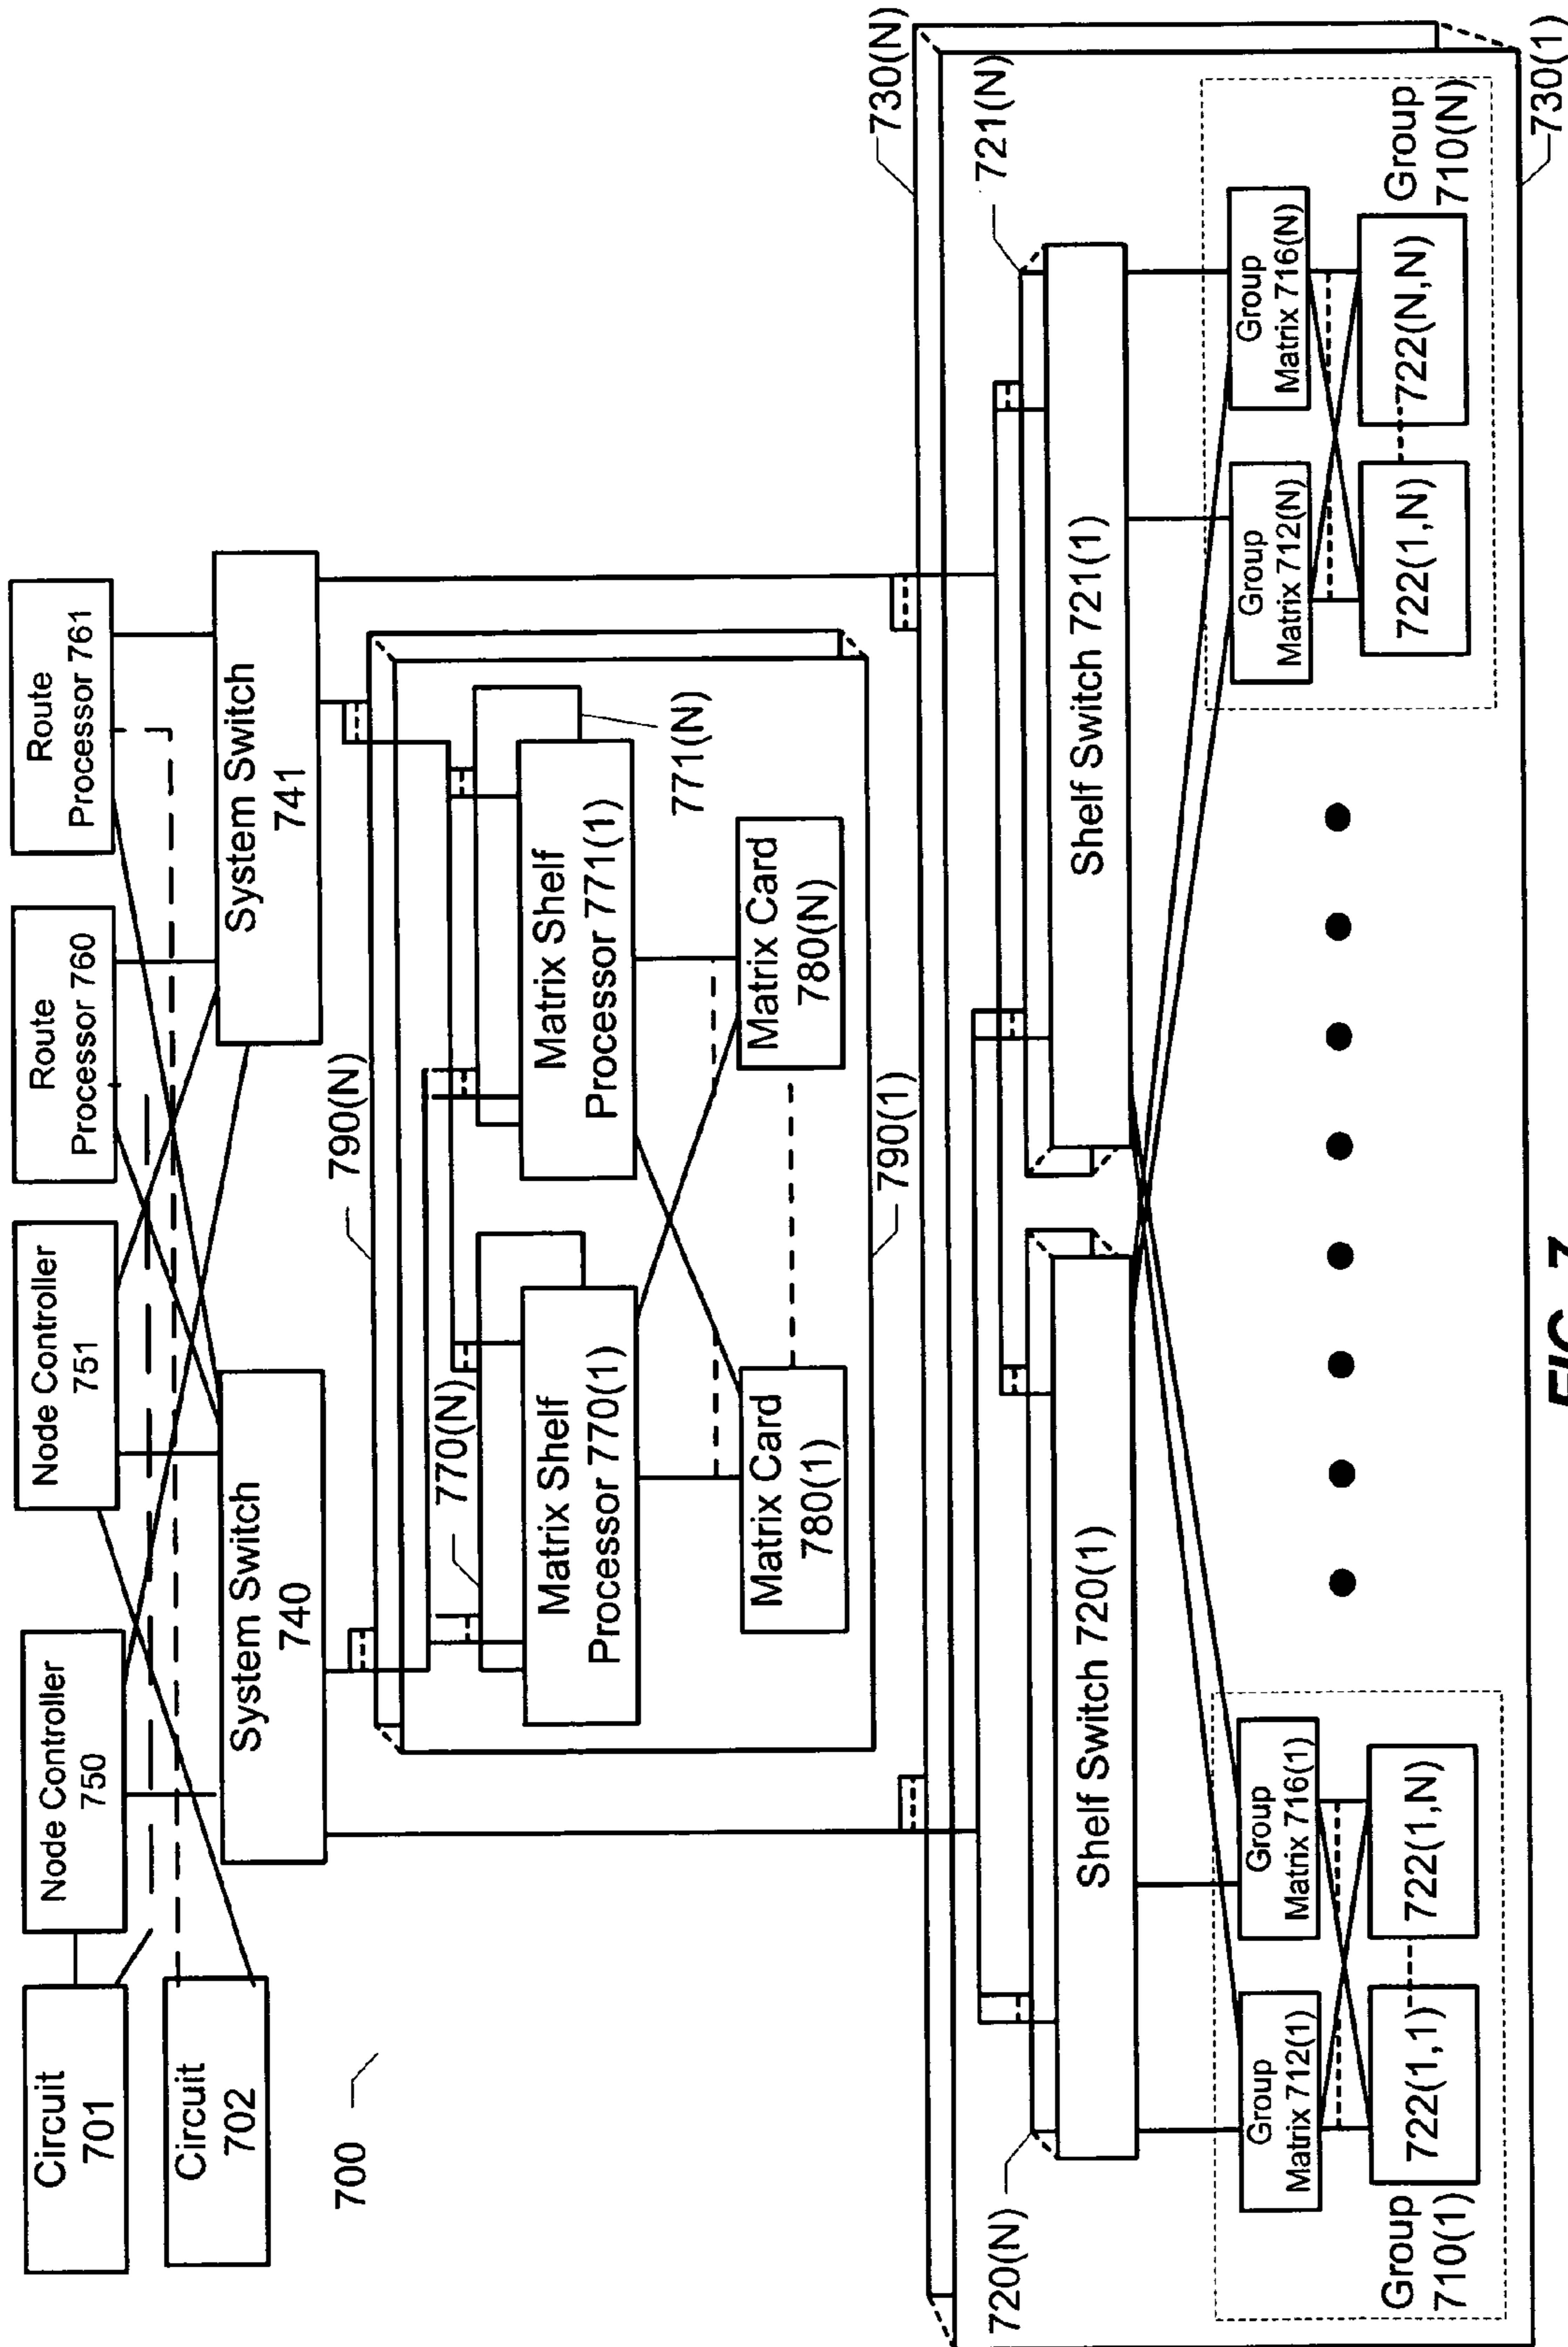 Circuit
701
Circuit
702
700
Node Controller
750
Node Controller
751
Route
Processor 760
Route
Processor 761
System Switch
740
System Switch
741
790(N)
770(N)
Matrix Shelf
Processor 770(1)
Matrix Shelf
Processor 771(1)
771(N)
Matrix Card
780(1)
Matrix Card
780(N)
790(1)
730(N)
720(N)
721(N)
Shelf Switch 720(1)
Shelf Switch 721(1)
Group
Matrix 712(1)
Group
Matrix 716(1)
Group
Matrix 712(N)
Group
Matrix 716(N)
722(1,1)
722(1,N)
722(1,N)
722(N,N)
Group
710(1)
Group
710(N)
730(1)
FIG. 7